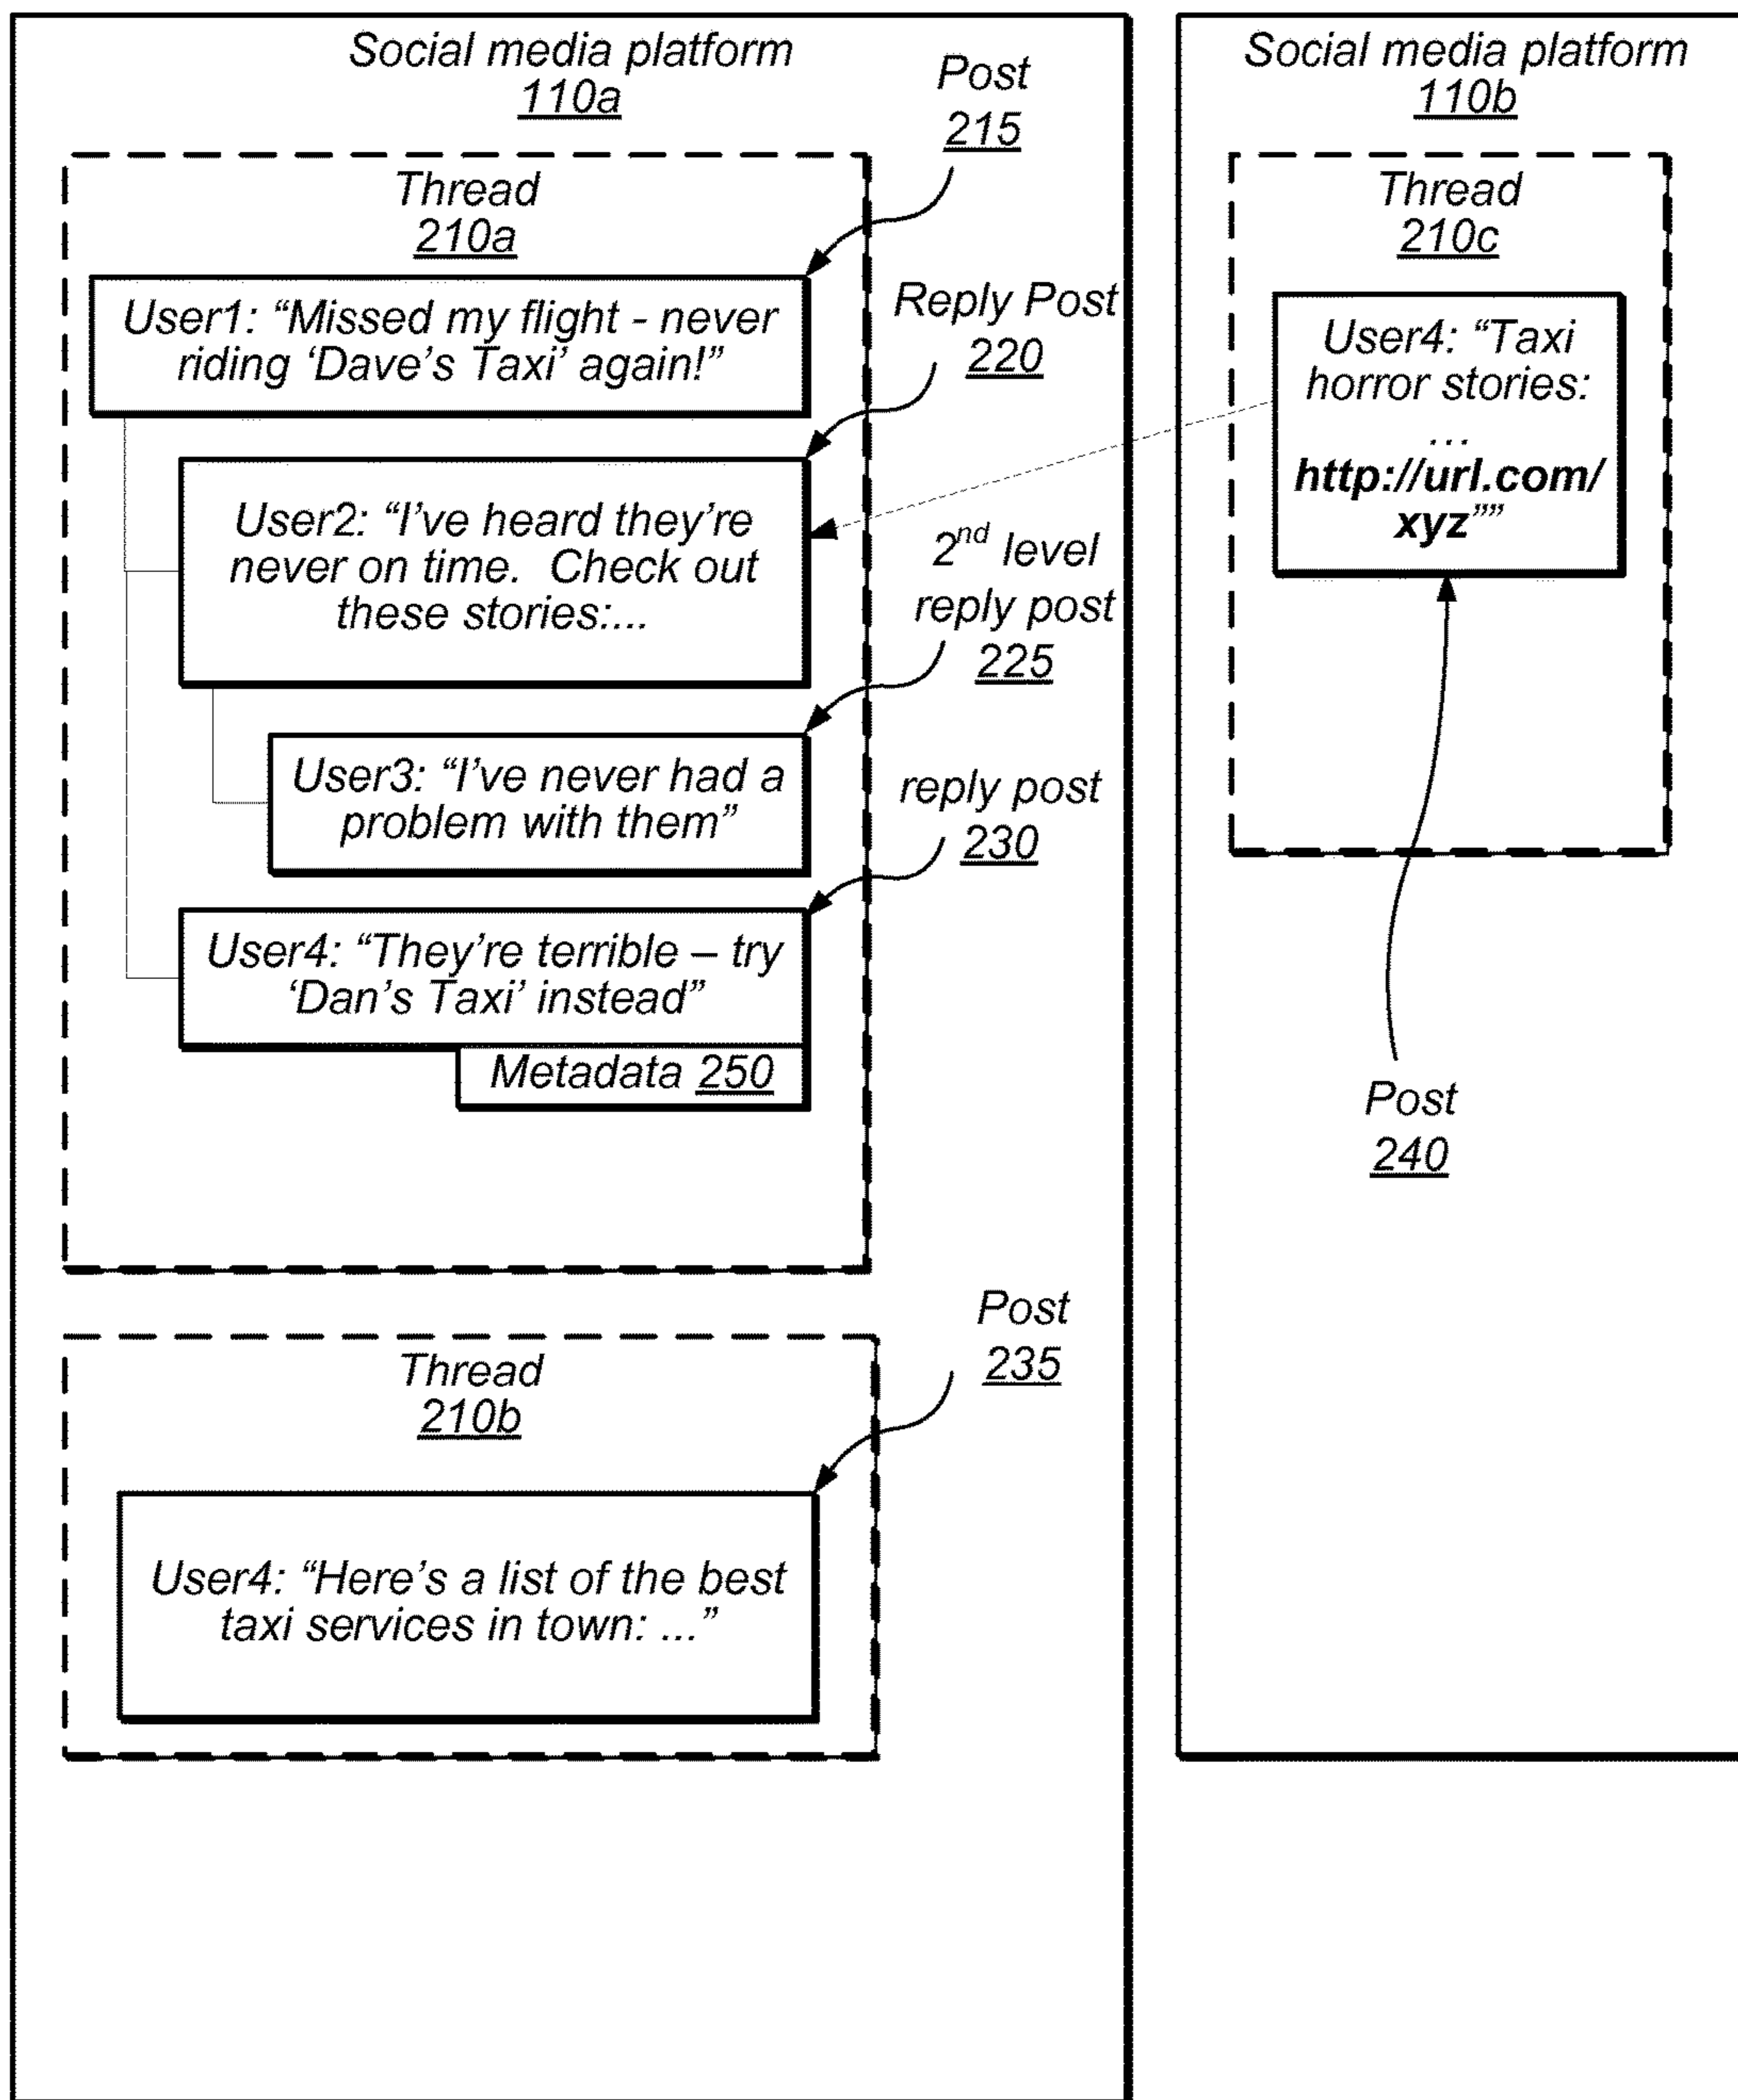 Social media platform
110a
Post
215
Thread
210a
User1: “Missed my flight - never
riding ‘Dave’s Taxi’ again!”
Reply Post
220
User2: “I’ve heard they’re
never on time. Check out
these stories:...
2nd level
reply post
225
User3: “I’ve never had a
problem with them”
reply post
230
User4: “They’re terrible – try
‘Dan’s Taxi’ instead”
Metadata 250
Thread
210b
Post
235
User4: “Here’s a list of the best
taxi services in town: ...”
Social media platform
110b
Thread
210c
User4: “Taxi
horror stories:
...
http://url.com/
xyz””
Post
240